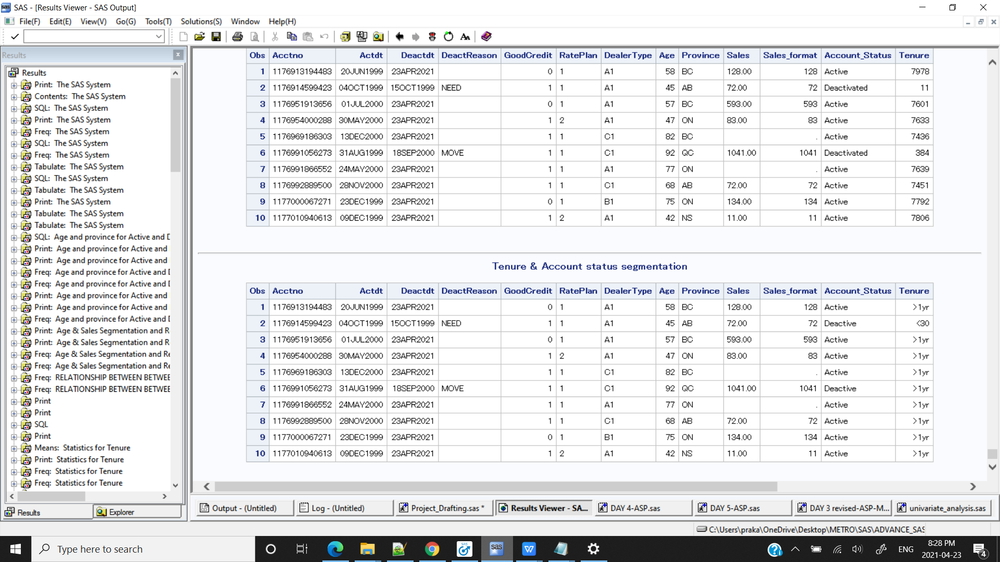 SAS - [Results Viewer - SAS Output]
File(F) Edit(E) View(V) Go(G) Tools(T) Solutions(S) Window Help(H)
Results
Results
Print: The SAS System
Contents: The SAS System
SQL: The SAS System
Print: The SAS System
Freq: The SAS System
SQL: The SAS System
Freq: The SAS System
Tabulate: The SAS System
SQL: The SAS System
Tabulate: The SAS System
Print: The SAS System
Tabulate: The SAS System
Tabulate: The SAS System
SQL: Age and province for Active and D
Print: Age and province for Active and
Print: Age and province for Active and
Freq: Age and province for Active and D
Freq: Age and province for Active and D
Print: Age and province for Active and
Print: Age and province for Active and
Freq: Age and province for Active and D
Print: Age & Sales Segmentation and R
Print: Age & Sales Segmentation and R
Freq: Age & Sales Segmentation and Re
Freq: Age & Sales Segmentation and Re
Freq: RELATIONSHIP BETWEEN BETWEE
Freq: RELATIONSHIP BETWEEN BETWEE
Print
Print
SQL
Print
Means: Statistics for Tenure
Print: Statistics for Tenure
Freq: Statistics for Tenure
Freq: Statistics for Tenure
Results Explorer
Obs Acctno Actdt Deactdt DeactReason GoodCredit RatePlan DealerType Age Province Sales Sales_format Account_Status Tenure
1 1176913194483 20JUN1999 23APR2021 0 1 A1 58 BC 128.00 128 Active 7978
2 1176914599423 04OCT1999 15OCT1999 NEED 1 1 A1 45 AB 72.00 72 Deactivated 11
3 1176951913656 01JUL2000 23APR2021 0 1 A1 57 BC 593.00 593 Active 7601
4 1176954000288 30MAY2000 23APR2021 1 2 A1 47 ON 83.00 83 Active 7633
5 1176969186303 13DEC2000 23APR2021 1 1 C1 82 BC . Active 7436
6 1176991056273 31AUG1999 18SEP2000 MOVE 1 1 C1 92 QC 1041.00 1041 Deactivated 384
7 1176991866552 24MAY2000 23APR2021 1 1 A1 77 ON . Active 7639
8 1176992889500 28NOV2000 23APR2021 1 1 C1 68 AB 72.00 72 Active 7451
9 1177000067271 23DEC1999 23APR2021 0 1 B1 75 ON 134.00 134 Active 7792
10 1177010940613 09DEC1999 23APR2021 1 2 A1 42 NS 11.00 11 Active 7806
Tenure & Account status segmentation
Obs Acctno Actdt Deactdt DeactReason GoodCredit RatePlan DealerType Age Province Sales Sales_format Account_Status Tenure
1 1176913194483 20JUN1999 23APR2021 0 1 A1 58 BC 128.00 128 Active >1yr
2 1176914599423 04OCT1999 15OCT1999 NEED 1 1 A1 45 AB 72.00 72 Deactive <30
3 1176951913656 01JUL2000 23APR2021 0 1 A1 57 BC 593.00 593 Active >1yr
4 1176954000288 30MAY2000 23APR2021 1 2 A1 47 ON 83.00 83 Active >1yr
5 1176969186303 13DEC2000 23APR2021 1 1 C1 82 BC . Active >1yr
6 1176991056273 31AUG1999 18SEP2000 MOVE 1 1 C1 92 QC 1041.00 1041 Deactive >1yr
7 1176991866552 24MAY2000 23APR2021 1 1 A1 77 ON . Active >1yr
8 1176992889500 28NOV2000 23APR2021 1 1 C1 68 AB 72.00 72 Active >1yr
9 1177000067271 23DEC1999 23APR2021 0 1 B1 75 ON 134.00 134 Active >1yr
10 1177010940613 09DEC1999 23APR2021 1 2 A1 42 NS 11.00 11 Active >1yr
Output - (Untitled) Log - (Untitled) Project_Drafting.sas * Results Viewer - SA... DAY 4-ASP.sas DAY 5-ASP.sas DAY 3 revised-ASP-M... univariate_analysis.sas
C:\Users\praka\OneDrive\Desktop\METRO\SAS\ADVANCE_SAS
Type here to search
ENG
8:28 PM
2021-04-23
4